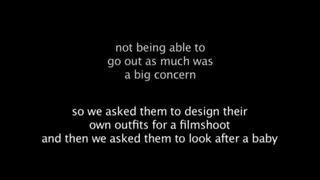 not being able to
go out as much was
a big concern
so we asked them to design their
own outfits for a filmshoot
and then we asked them to look after a baby